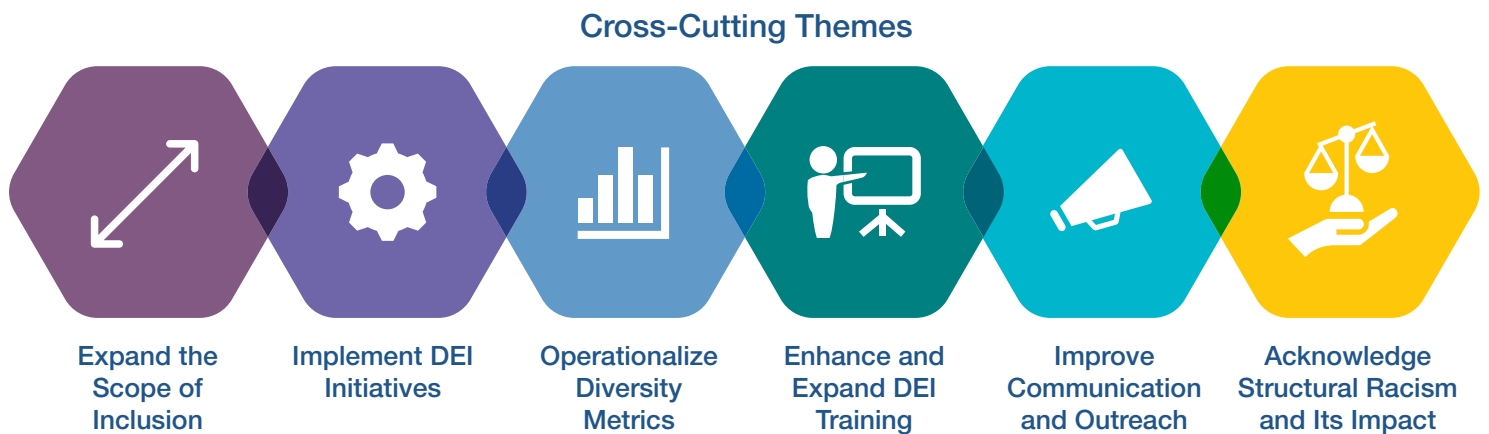 Cross-Cutting Themes
Expand the
Scope of
Inclusion
Implement DEI
Initiatives
Operationalize
Diversity
Metrics
Enhance and
Expand DEI
Training
Improve
Communication
and Outreach
Acknowledge
Structural Racism
and Its Impact